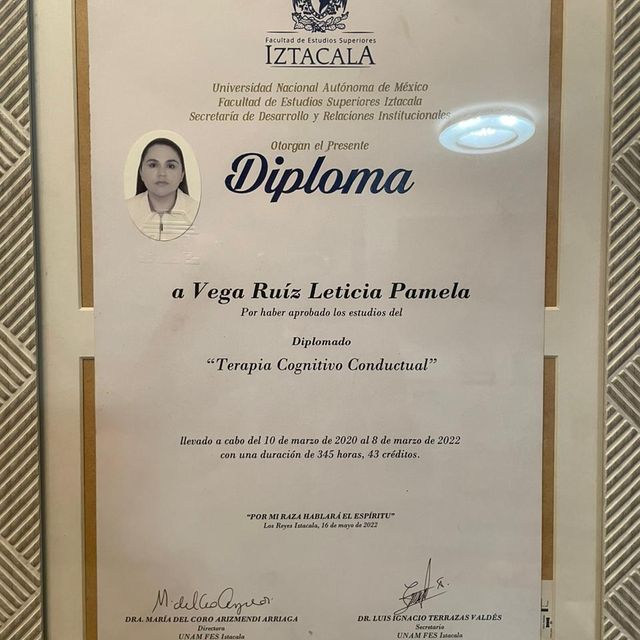 Facultad de Estudios Superiores
IZTACALA
Universidad Nacional Autónoma de México
Facultad de Estudios Superiores Iztacala
Secretaría de Desarrollo y Relaciones Institucionales
Otorgan el Presente
Diploma
a Vega Ruíz Leticia Pamela
Por haber aprobado los estudios del
Diplomado
“Terapia Cognitivo Conductual”
llevado a cabo del 10 de marzo de 2020 al 8 de marzo de 2022
con una duración de 345 horas, 43 créditos.
“POR MI RAZA HABLARÁ EL ESPÍRITU”
Los Reyes Iztacala, 16 de mayo de 2022
DRA. MARÍA DEL CORO ARIZMENDI ARRIAGA
Directora
UNAM FES Iztacala
DR. LUIS IGNACIO TERRAZAS VALDÉS
Secretario
UNAM FES Iztacala